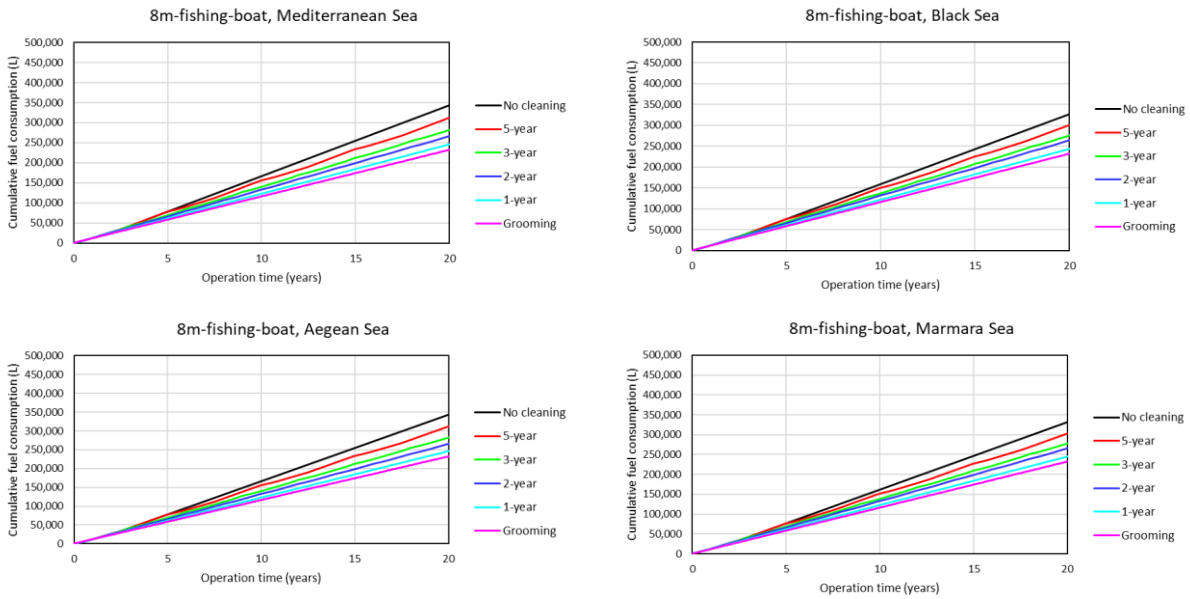 8m-fishing-boat, Mediterranean Sea
Cumulative fuel consumption (L)
500,000
450,000
400,000
350,000
300,000
250,000
200,000
150,000
100,000
50,000
0
0 5 10 15 20
Operation time (years)
No cleaning
5-year
3-year
2-year
1-year
Grooming
8m-fishing-boat, Black Sea
Cumulative fuel consumption (L)
500,000
450,000
400,000
350,000
300,000
250,000
200,000
150,000
100,000
50,000
0
0 5 10 15 20
Operation time (years)
No cleaning
5-year
3-year
2-year
1-year
Grooming
8m-fishing-boat, Aegean Sea
Cumulative fuel consumption (L)
500,000
450,000
400,000
350,000
300,000
250,000
200,000
150,000
100,000
50,000
0
0 5 10 15 20
Operation time (years)
No cleaning
5-year
3-year
2-year
1-year
Grooming
8m-fishing-boat, Marmara Sea
Cumulative fuel consumption (L)
500,000
450,000
400,000
350,000
300,000
250,000
200,000
150,000
100,000
50,000
0
0 5 10 15 20
Operation time (years)
No cleaning
5-year
3-year
2-year
1-year
Grooming